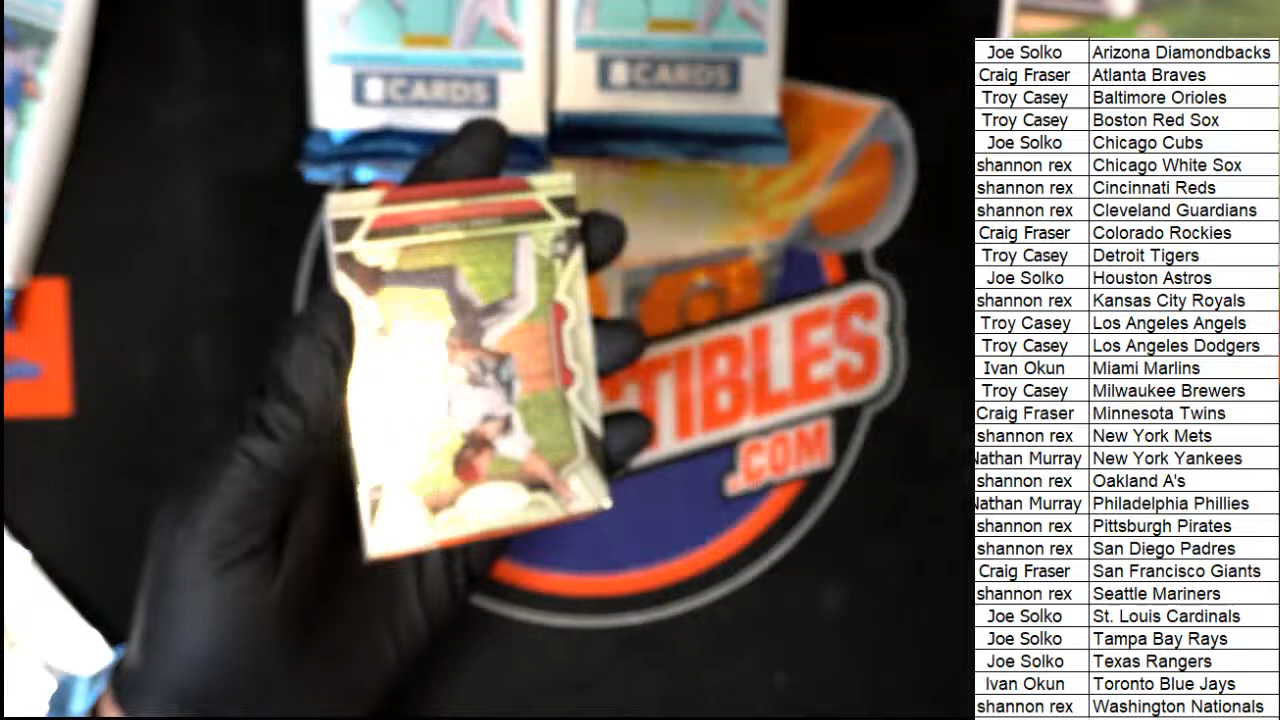 CARDS
8 CARDS
TIBLES
.COM
Joe Solko Arizona Diamondbacks
Craig Fraser Atlanta Braves
Troy Casey Baltimore Orioles
Troy Casey Boston Red Sox
Joe Solko Chicago Cubs
shannon rex Chicago White Sox
shannon rex Cincinnati Reds
shannon rex Cleveland Guardians
Craig Fraser Colorado Rockies
Troy Casey Detroit Tigers
Joe Solko Houston Astros
shannon rex Kansas City Royals
Troy Casey Los Angeles Angels
Troy Casey Los Angeles Dodgers
Ivan Okun Miami Marlins
Troy Casey Milwaukee Brewers
Craig Fraser Minnesota Twins
shannon rex New York Mets
Nathan Murray New York Yankees
shannon rex Oakland A's
Nathan Murray Philadelphia Phillies
shannon rex Pittsburgh Pirates
shannon rex San Diego Padres
Craig Fraser San Francisco Giants
shannon rex Seattle Mariners
Joe Solko St. Louis Cardinals
Joe Solko Tampa Bay Rays
Joe Solko Texas Rangers
Ivan Okun Toronto Blue Jays
shannon rex Washington Nationals